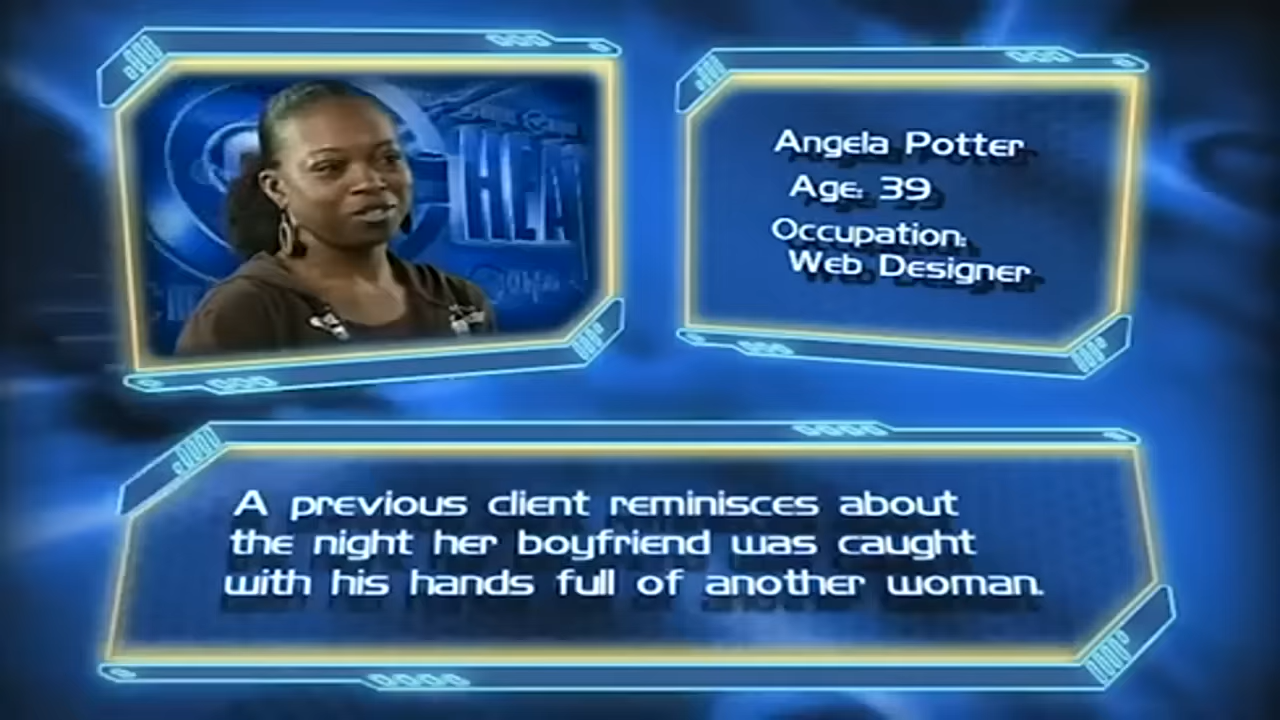 HEA
Angela Potter
Age: 39
Occupation:
Web Designer
A previous client reminisces about
the night her boyfriend was caught
with his hands full of another woman.